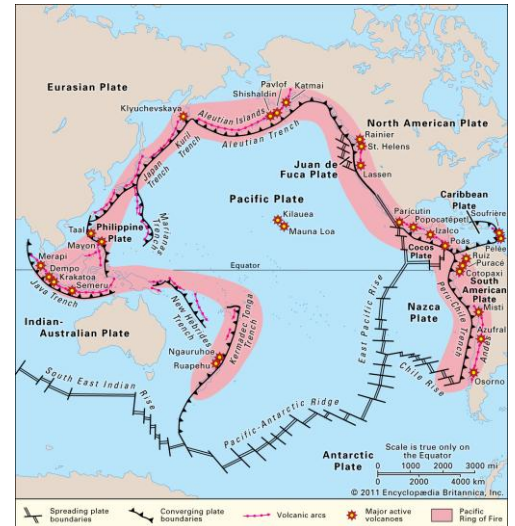 Eurasian Plate
Pavlof
Katmai
Shishaldin
Klyuchevskaya
Aleutian Islands
Aleutian Trench
Kuril
Trench
Japan
Trench
North American Plate
Rainier
St. Helens
Lassen
Juan de
Fuca Plate
Pacific Plate
Kilauea
Mauna Loa
Caribbean
Plate
Soufrière
Paricutín
Popocatépetl
Izalco
Poás
Pelée
Cocos
Plate
Ruiz
Puracé
Cotopaxi
South
American
Plate
Taal
Philippine
Plate
Mayon
Marianas
Trench
Merapi
Dempo
Krakatoa
Semeru
Java Trench
Equator
Indian-
Australian Plate
New Hebrides
Trench
Kermadec Tonga
Trench
Ngauruhoe
Ruapehu
East Pacific Rise
Nazca
Plate
Peru-Chile Trench
Misti
Azufral
Andes
Osorno
Chile Rise
South East Indian Rise
Pacific-Antarctic Ridge
Antarctic
Plate
Scale is true only on
the Equator
0 1000 2000 3000 mi
0 2000 4000 km
© 2011 Encyclopædia Britannica, Inc.
Spreading plate
boundaries
Converging plate
boundaries
Volcanic arcs
Major active
volcanoes
Pacific
Ring of Fire